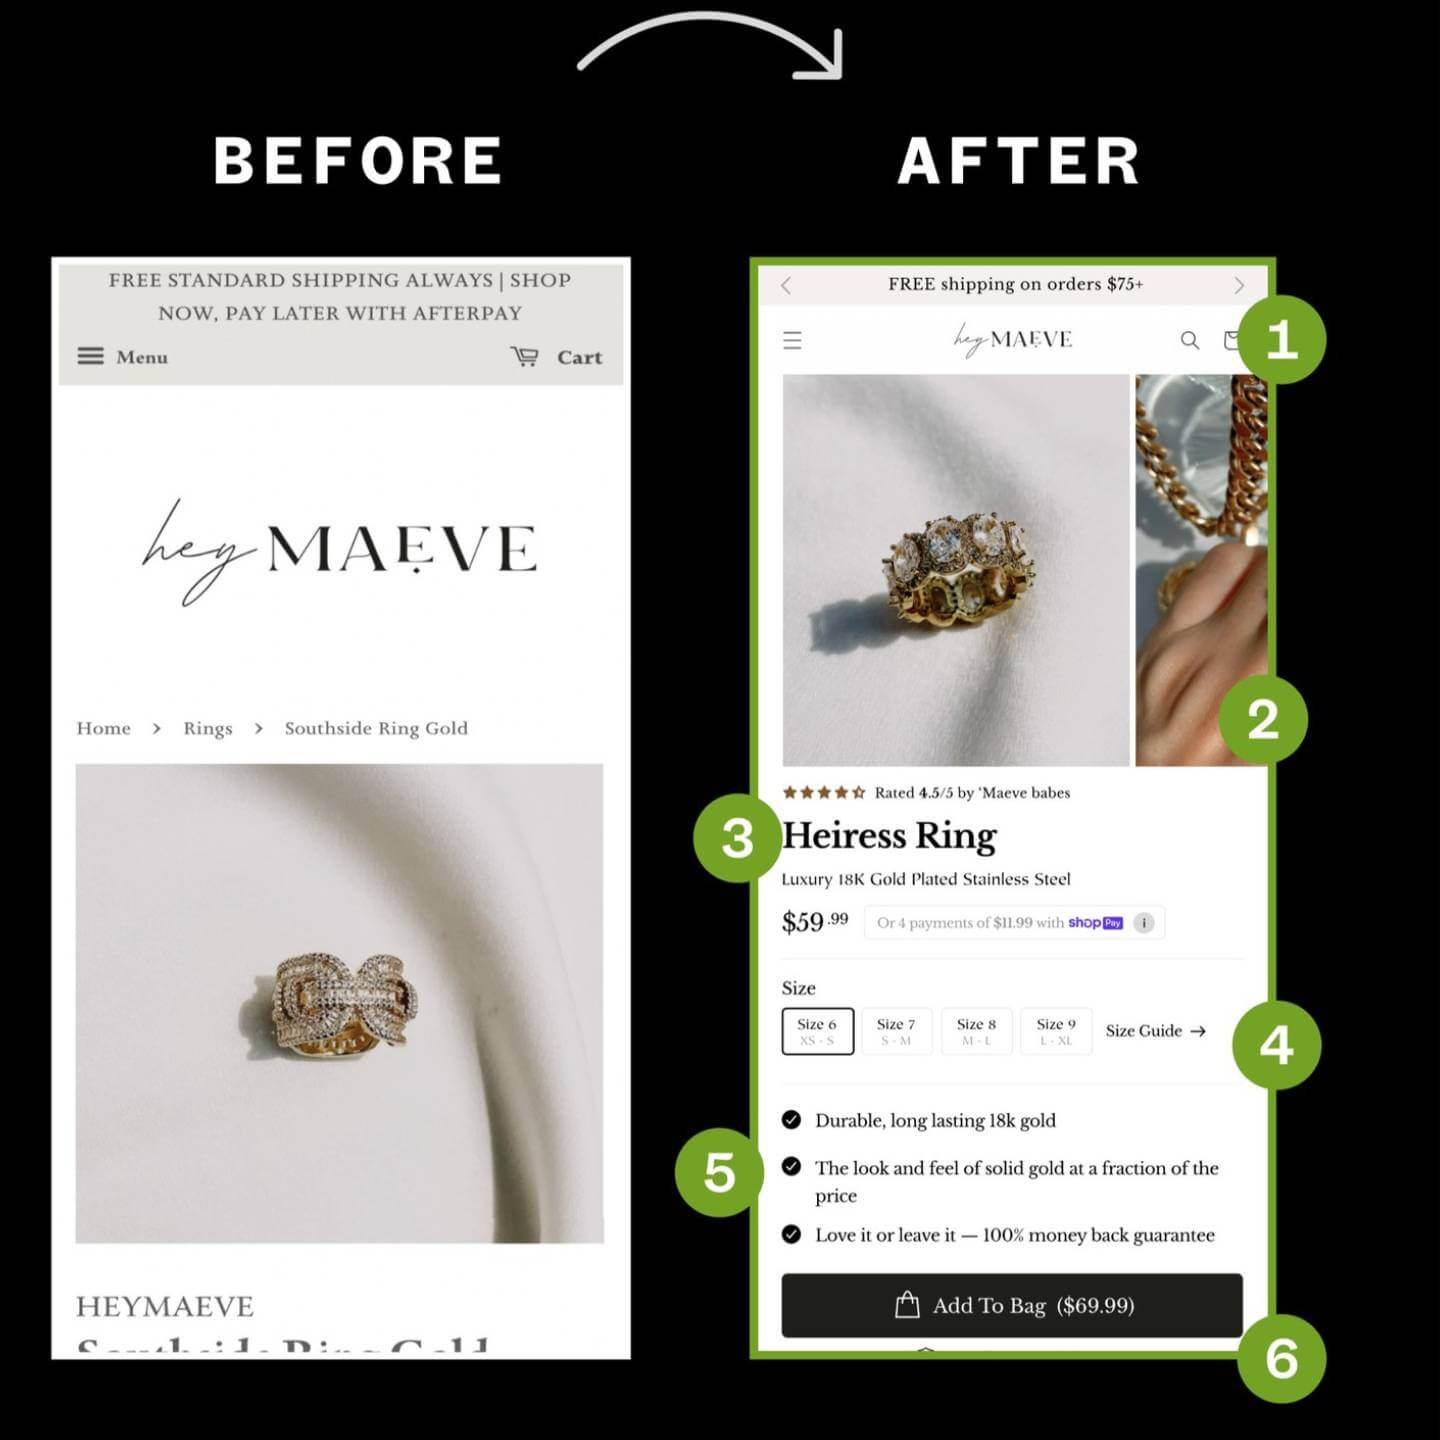 BEFORE
AFTER
FREE STANDARD SHIPPING ALWAYS | SHOP
NOW, PAY LATER WITH AFTERPAY
Menu
Cart
hey MAEVE
Home > Rings > Southside Ring Gold
HEYMAEVE
Southside Ring Gold
FREE shipping on orders $75+
hey MAEVE
1
2
Rated 4.5/5 by 'Maeve babes
3
Heiress Ring
Luxury 18K Gold Plated Stainless Steel
$59.99
Or 4 payments of $11.99 with shop Pay i
Size
Size 6
XS - S
Size 7
S - M
Size 8
M - L
Size 9
L - XL
Size Guide →
4
Durable, long lasting 18k gold
5
The look and feel of solid gold at a fraction of the
price
Love it or leave it — 100% money back guarantee
Add To Bag ($69.99)
6